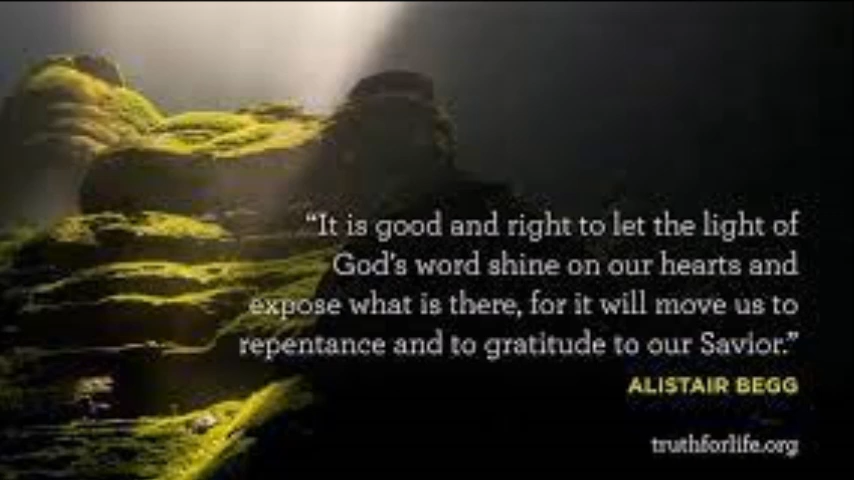 “It is good and right to let the light of
God’s word shine on our hearts and
expose what is there, for it will move us to
repentance and to gratitude to our Savior.”
ALISTAIR BEGG
truthforlife.org